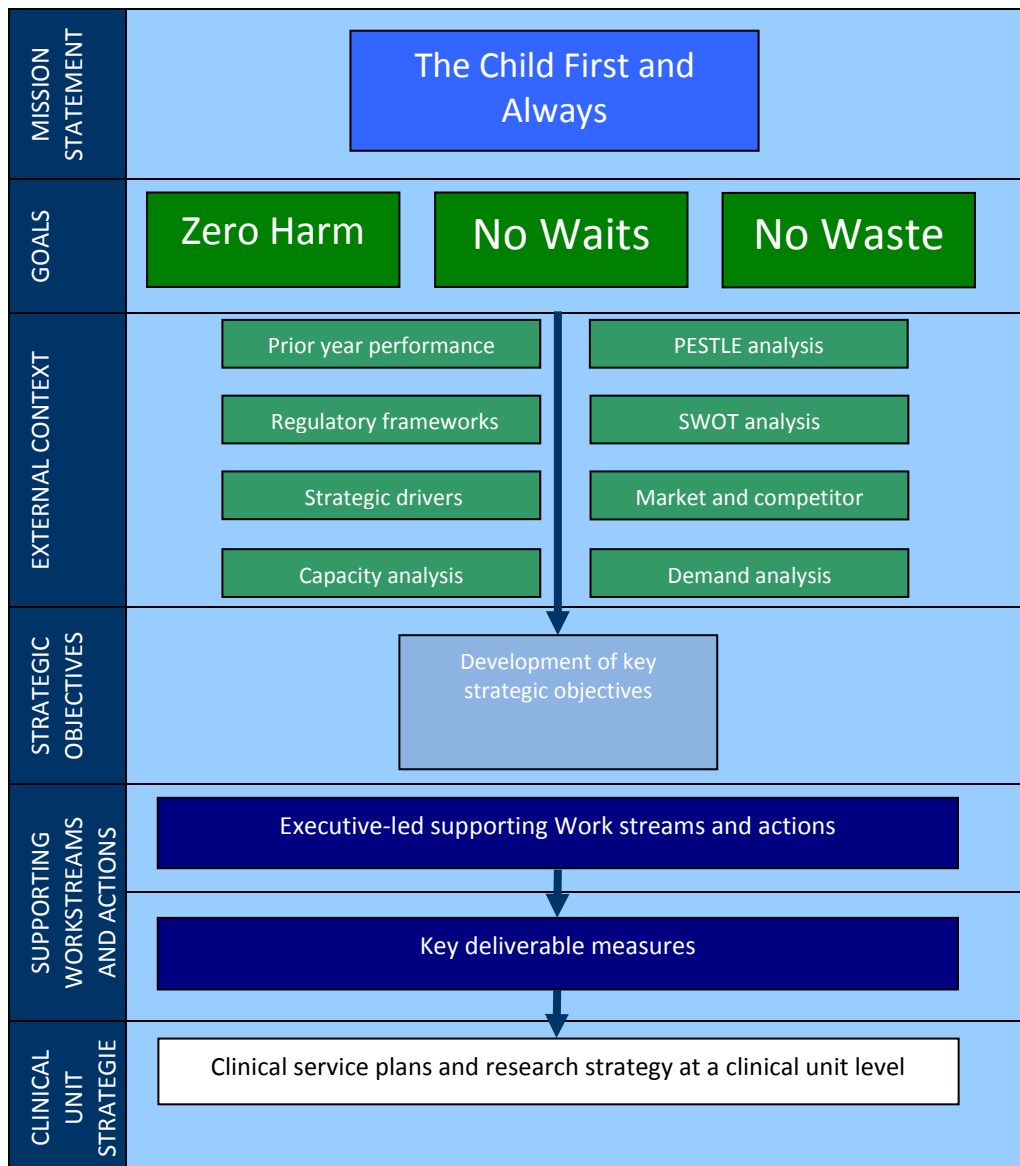 MISSION
STATEMENT
The Child First and
Always
GOALS
Zero Harm
No Waits
No Waste
EXTERNAL CONTEXT
Prior year performance
PESTLE analysis
Regulatory frameworks
SWOT analysis
Strategic drivers
Market and competitor
Capacity analysis
Demand analysis
STRATEGIC
OBJECTIVES
Development of key
strategic objectives
SUPPORTING
WORKSTREAMS
AND ACTIONS
Executive-led supporting Work streams and actions
Key deliverable measures
CLINICAL
UNIT
STRATEGIE
Clinical service plans and research strategy at a clinical unit level